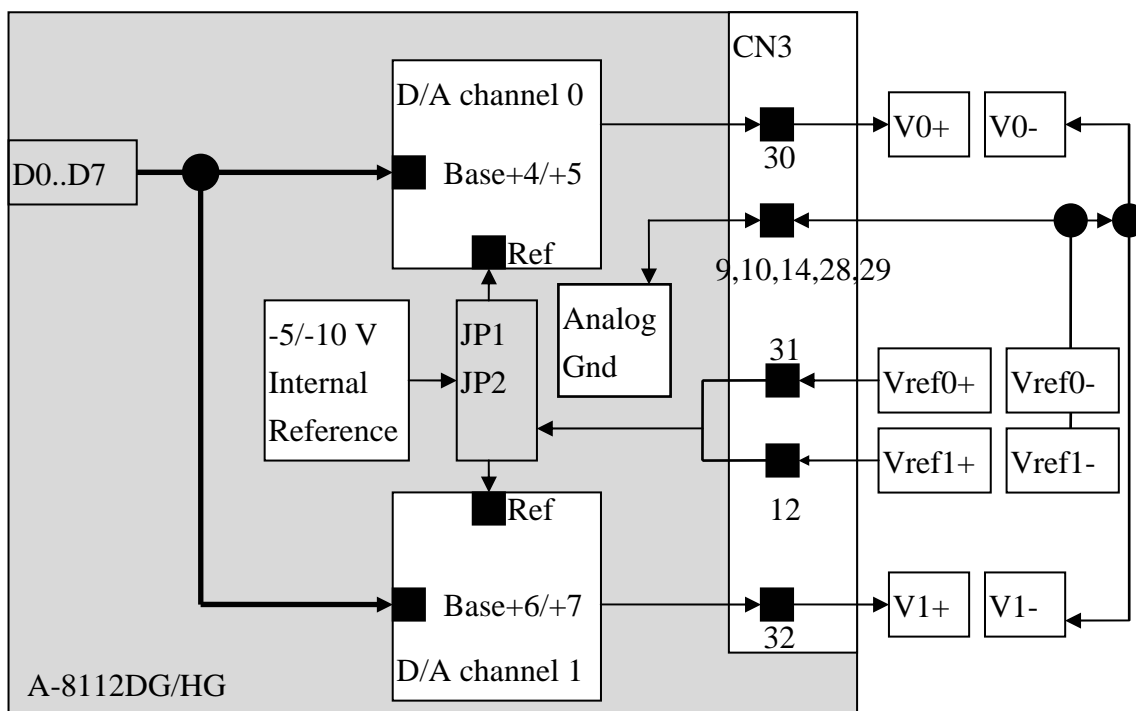 CN3
D/A channel 0
V0+
V0-
30
D0..D7
Base+4/+5
Ref
9,10,14,28,29
-5/-10 V
Internal
Reference
JP1
JP2
Analog
Gnd
31
Vref0+
Vref0-
Vref1+
Vref1-
12
Ref
Base+6/+7
V1+
V1-
32
D/A channel 1
A-8112DG/HG